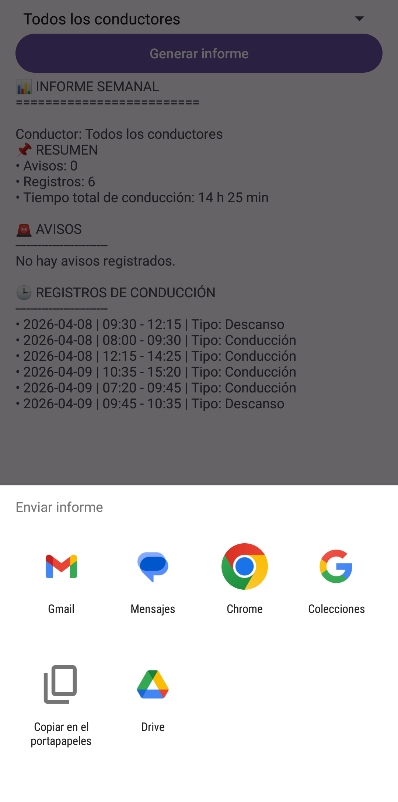 Todos los conductores
Generar informe
📊 INFORME SEMANAL
=========================
Conductor: Todos los conductores
📌 RESUMEN
• Avisos: 0
• Registros: 6
• Tiempo total de conducción: 14 h 25 min
🚨 AVISOS
-------------------------
No hay avisos registrados.
🕒 REGISTROS DE CONDUCCIÓN
-------------------------
• 2026-04-08 | 09:30 - 12:15 | Tipo: Descanso
• 2026-04-08 | 08:00 - 09:30 | Tipo: Conducción
• 2026-04-08 | 12:15 - 14:25 | Tipo: Conducción
• 2026-04-09 | 10:35 - 15:20 | Tipo: Conducción
• 2026-04-09 | 07:20 - 09:45 | Tipo: Conducción
• 2026-04-09 | 09:45 - 10:35 | Tipo: Descanso
Enviar informe
Gmail
Mensajes
Chrome
Colecciones
Copiar en el
portapapeles
Drive